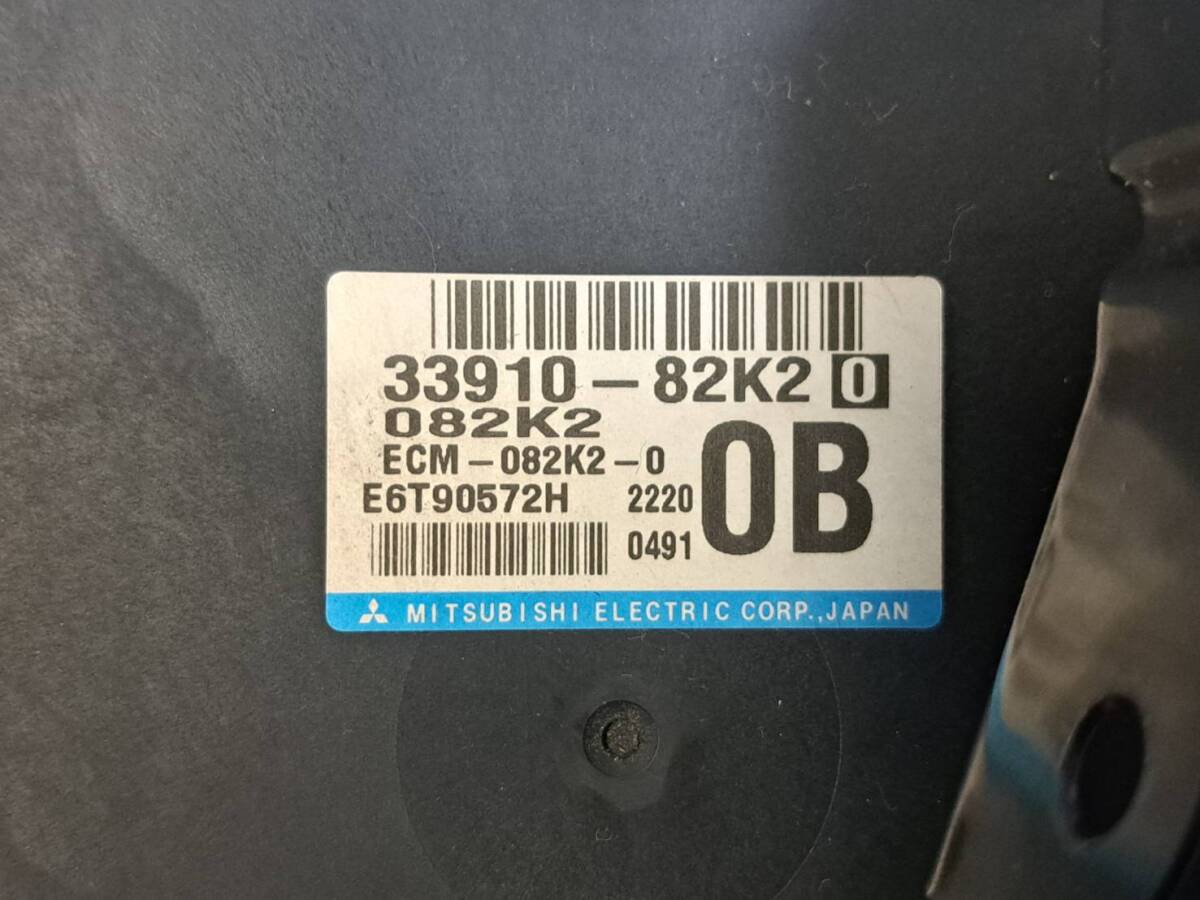 33910-82K2 0
082K2
ECM-082K2-0
E6T90572H 2220
0491
0B
MITSUBISHI ELECTRIC CORP.,JAPAN